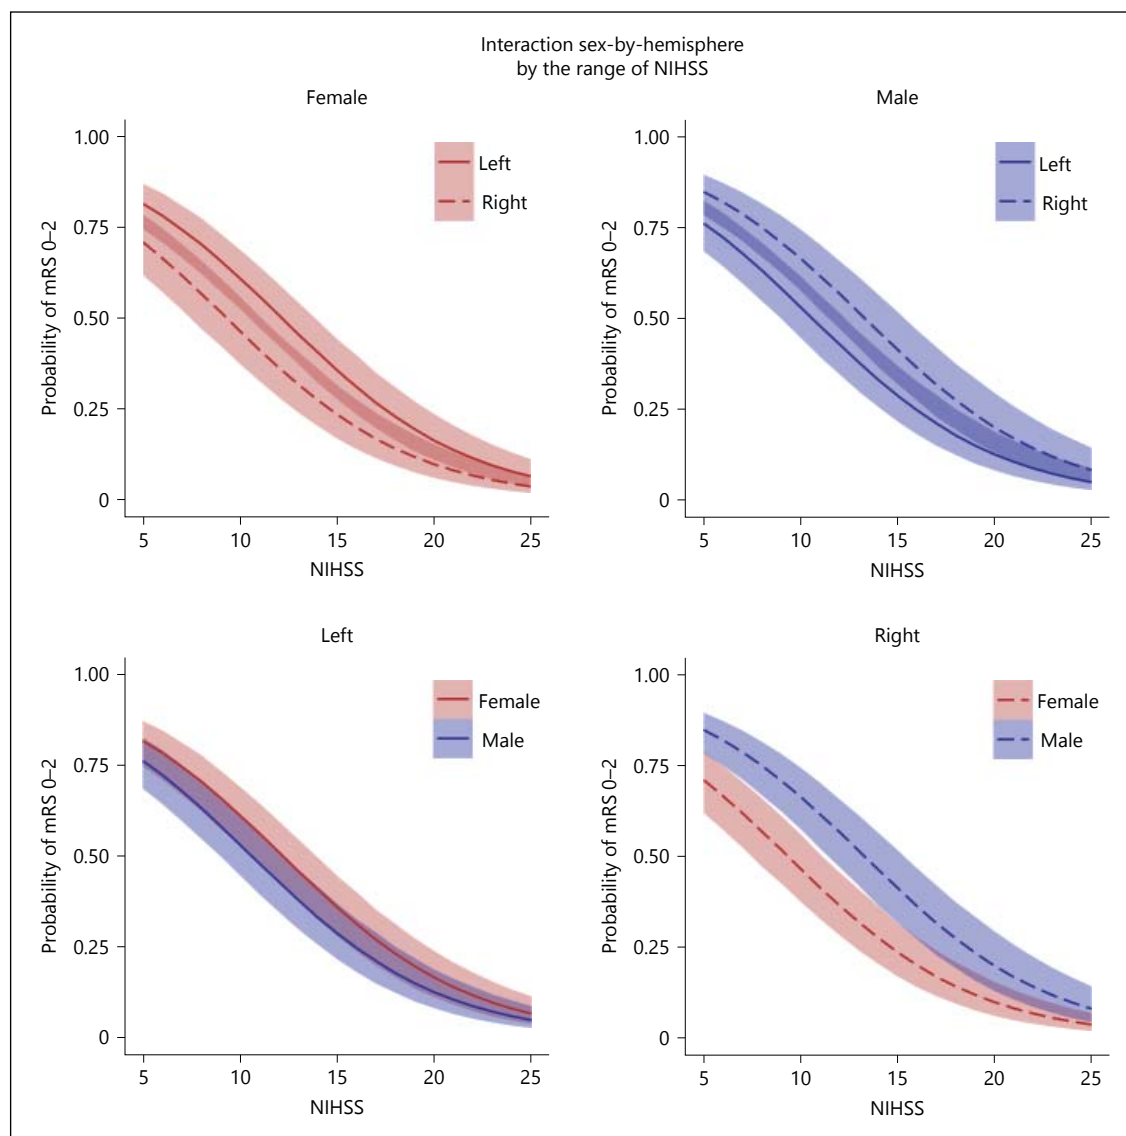 Interaction sex-by-hemisphere
by the range of NIHSS
Female
Probability of mRS 0–2
1.00
0.75
0.50
0.25
0
Left
Right
5 10 15 20 25
NIHSS
Male
Probability of mRS 0–2
1.00
0.75
0.50
0.25
0
Left
Right
5 10 15 20 25
NIHSS
Left
Probability of mRS 0–2
1.00
0.75
0.50
0.25
0
Female
Male
5 10 15 20 25
NIHSS
Right
Probability of mRS 0–2
1.00
0.75
0.50
0.25
0
Female
Male
5 10 15 20 25
NIHSS